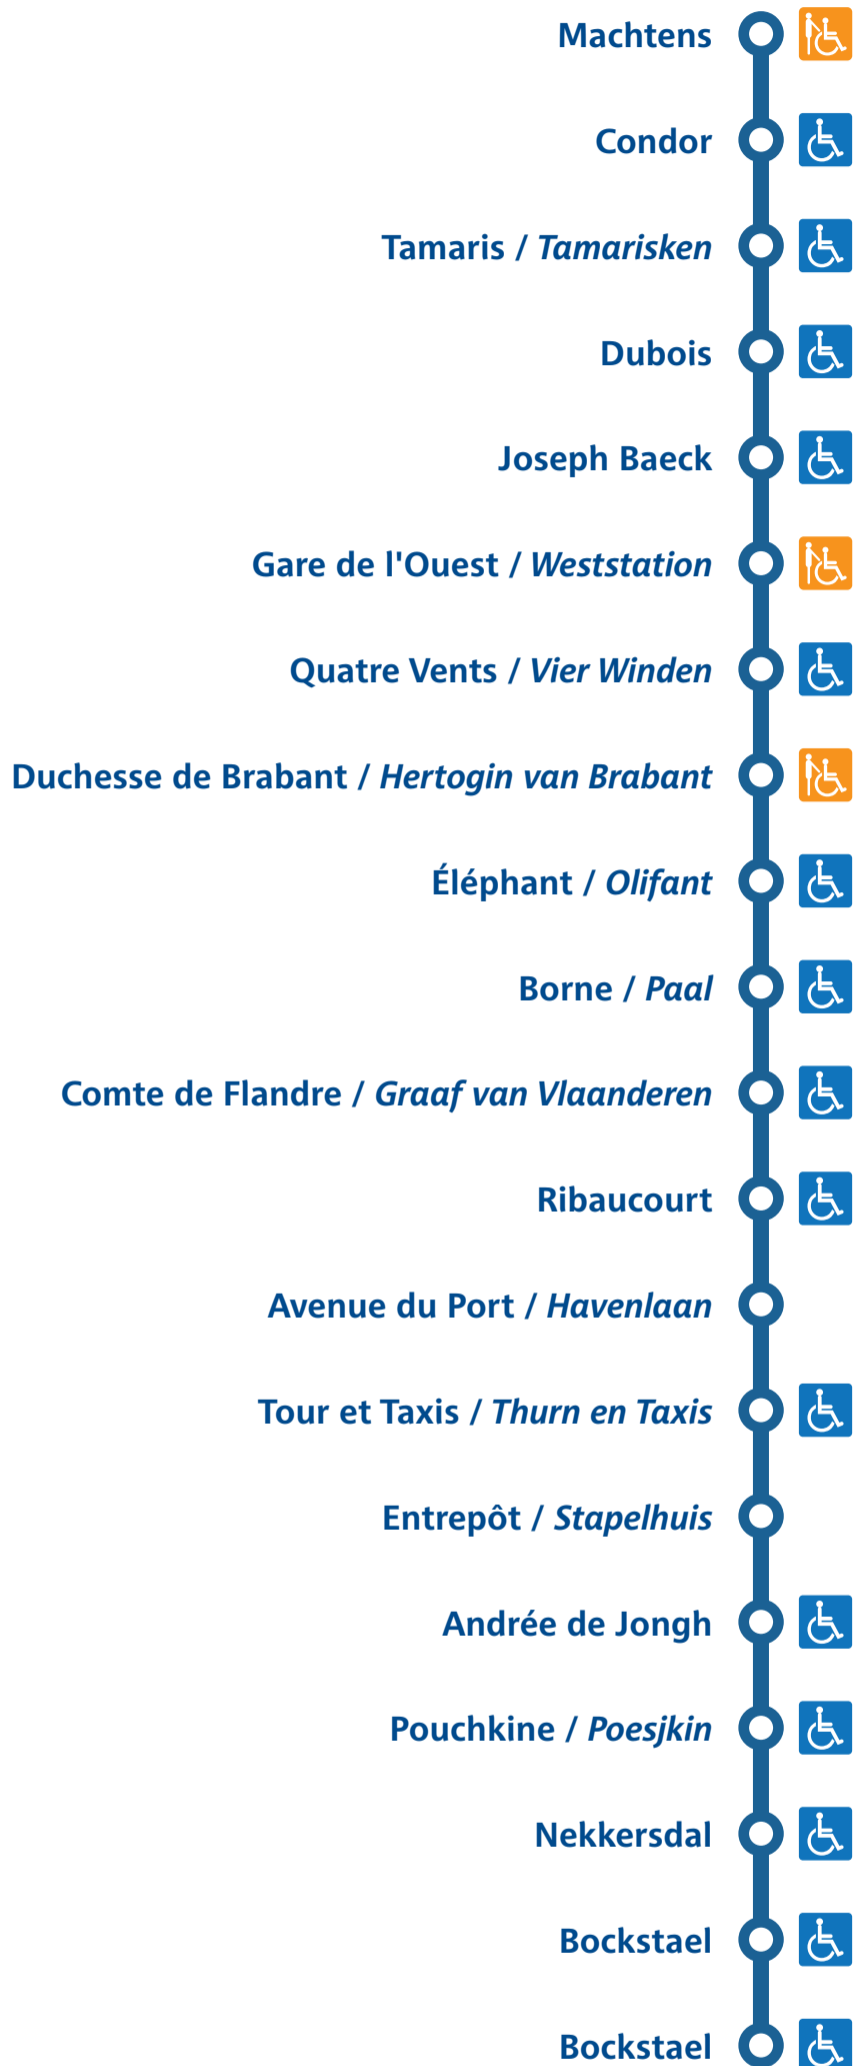 Machtens
Condor
Tamaris / Tamarisken
Dubois
Joseph Baeck
Gare de l'Ouest / Weststation
Quatre Vents / Vier Winden
Duchesse de Brabant / Hertogin van Brabant
Éléphant / Olifant
Borne / Paal
Comte de Flandre / Graaf van Vlaanderen
Ribaucourt
Avenue du Port / Havenlaan
Tour et Taxis / Thurn en Taxis
Entrepôt / Stapelhuis
Andrée de Jongh
Pouchkine / Poesjkin
Nekkersdal
Bockstael
Bockstael